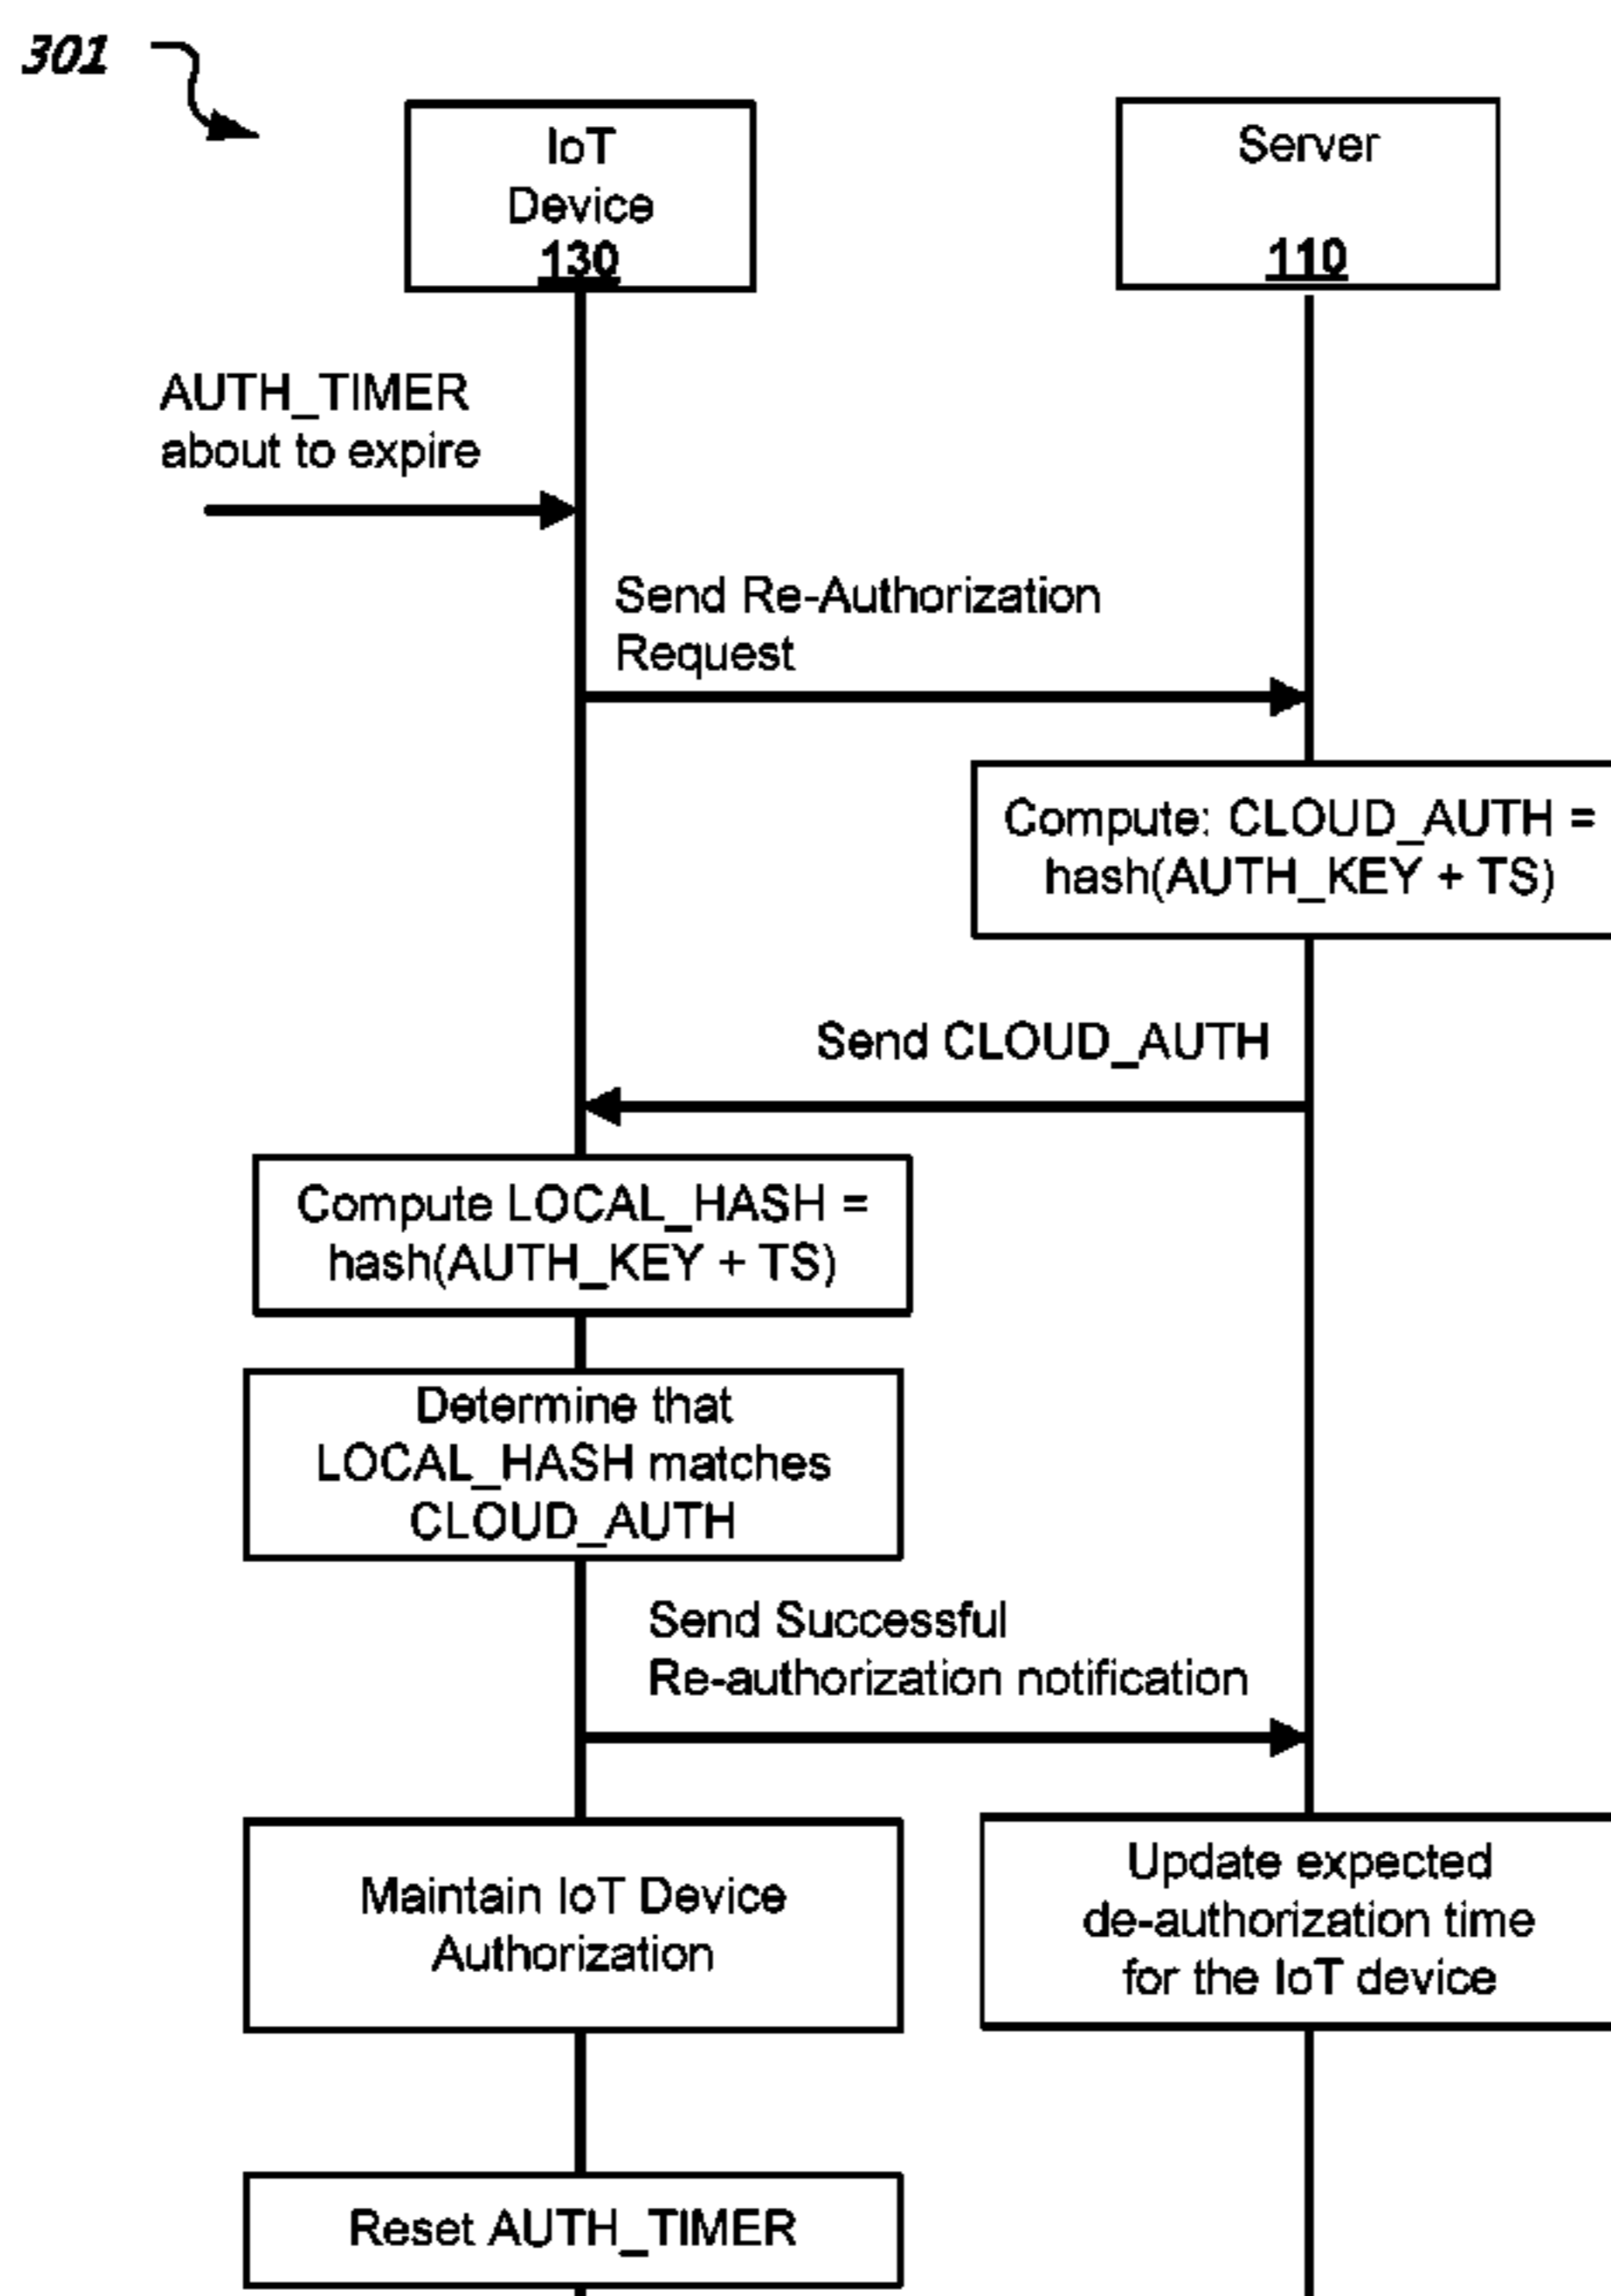 301
IoT
Device
130
Server
110
AUTH_TIMER
about to expire
Send Re-Authorization
Request
Compute: CLOUD_AUTH =
hash(AUTH_KEY + TS)
Send CLOUD_AUTH
Compute LOCAL_HASH =
hash(AUTH_KEY + TS)
Determine that
LOCAL_HASH matches
CLOUD_AUTH
Send Successful
Re-authorization notification
Maintain IoT Device
Authorization
Update expected
de-authorization time
for the IoT device
Reset AUTH_TIMER